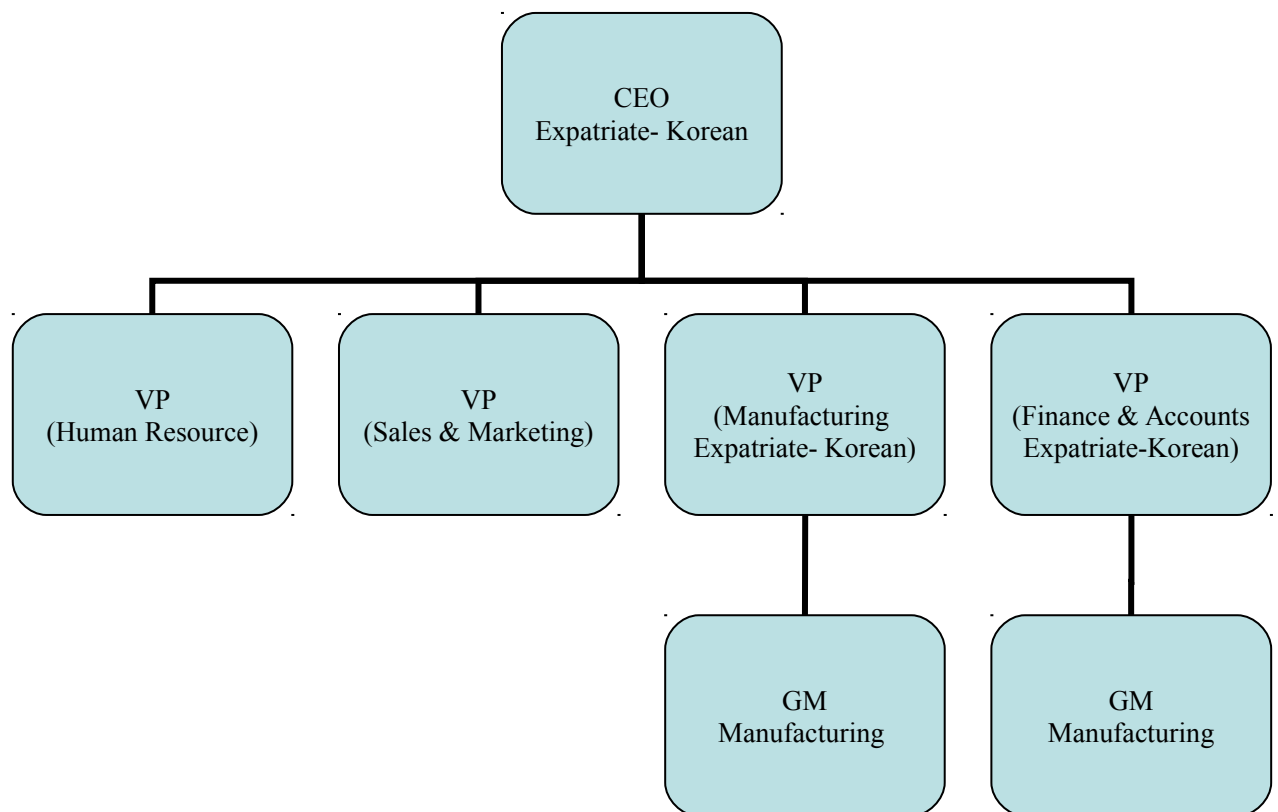 CEO
Expatriate- Korean
VP
(Human Resource)
VP
(Sales & Marketing)
VP
(Manufacturing
Expatriate- Korean)
VP
(Finance & Accounts
Expatriate-Korean)
GM
Manufacturing
GM
Manufacturing